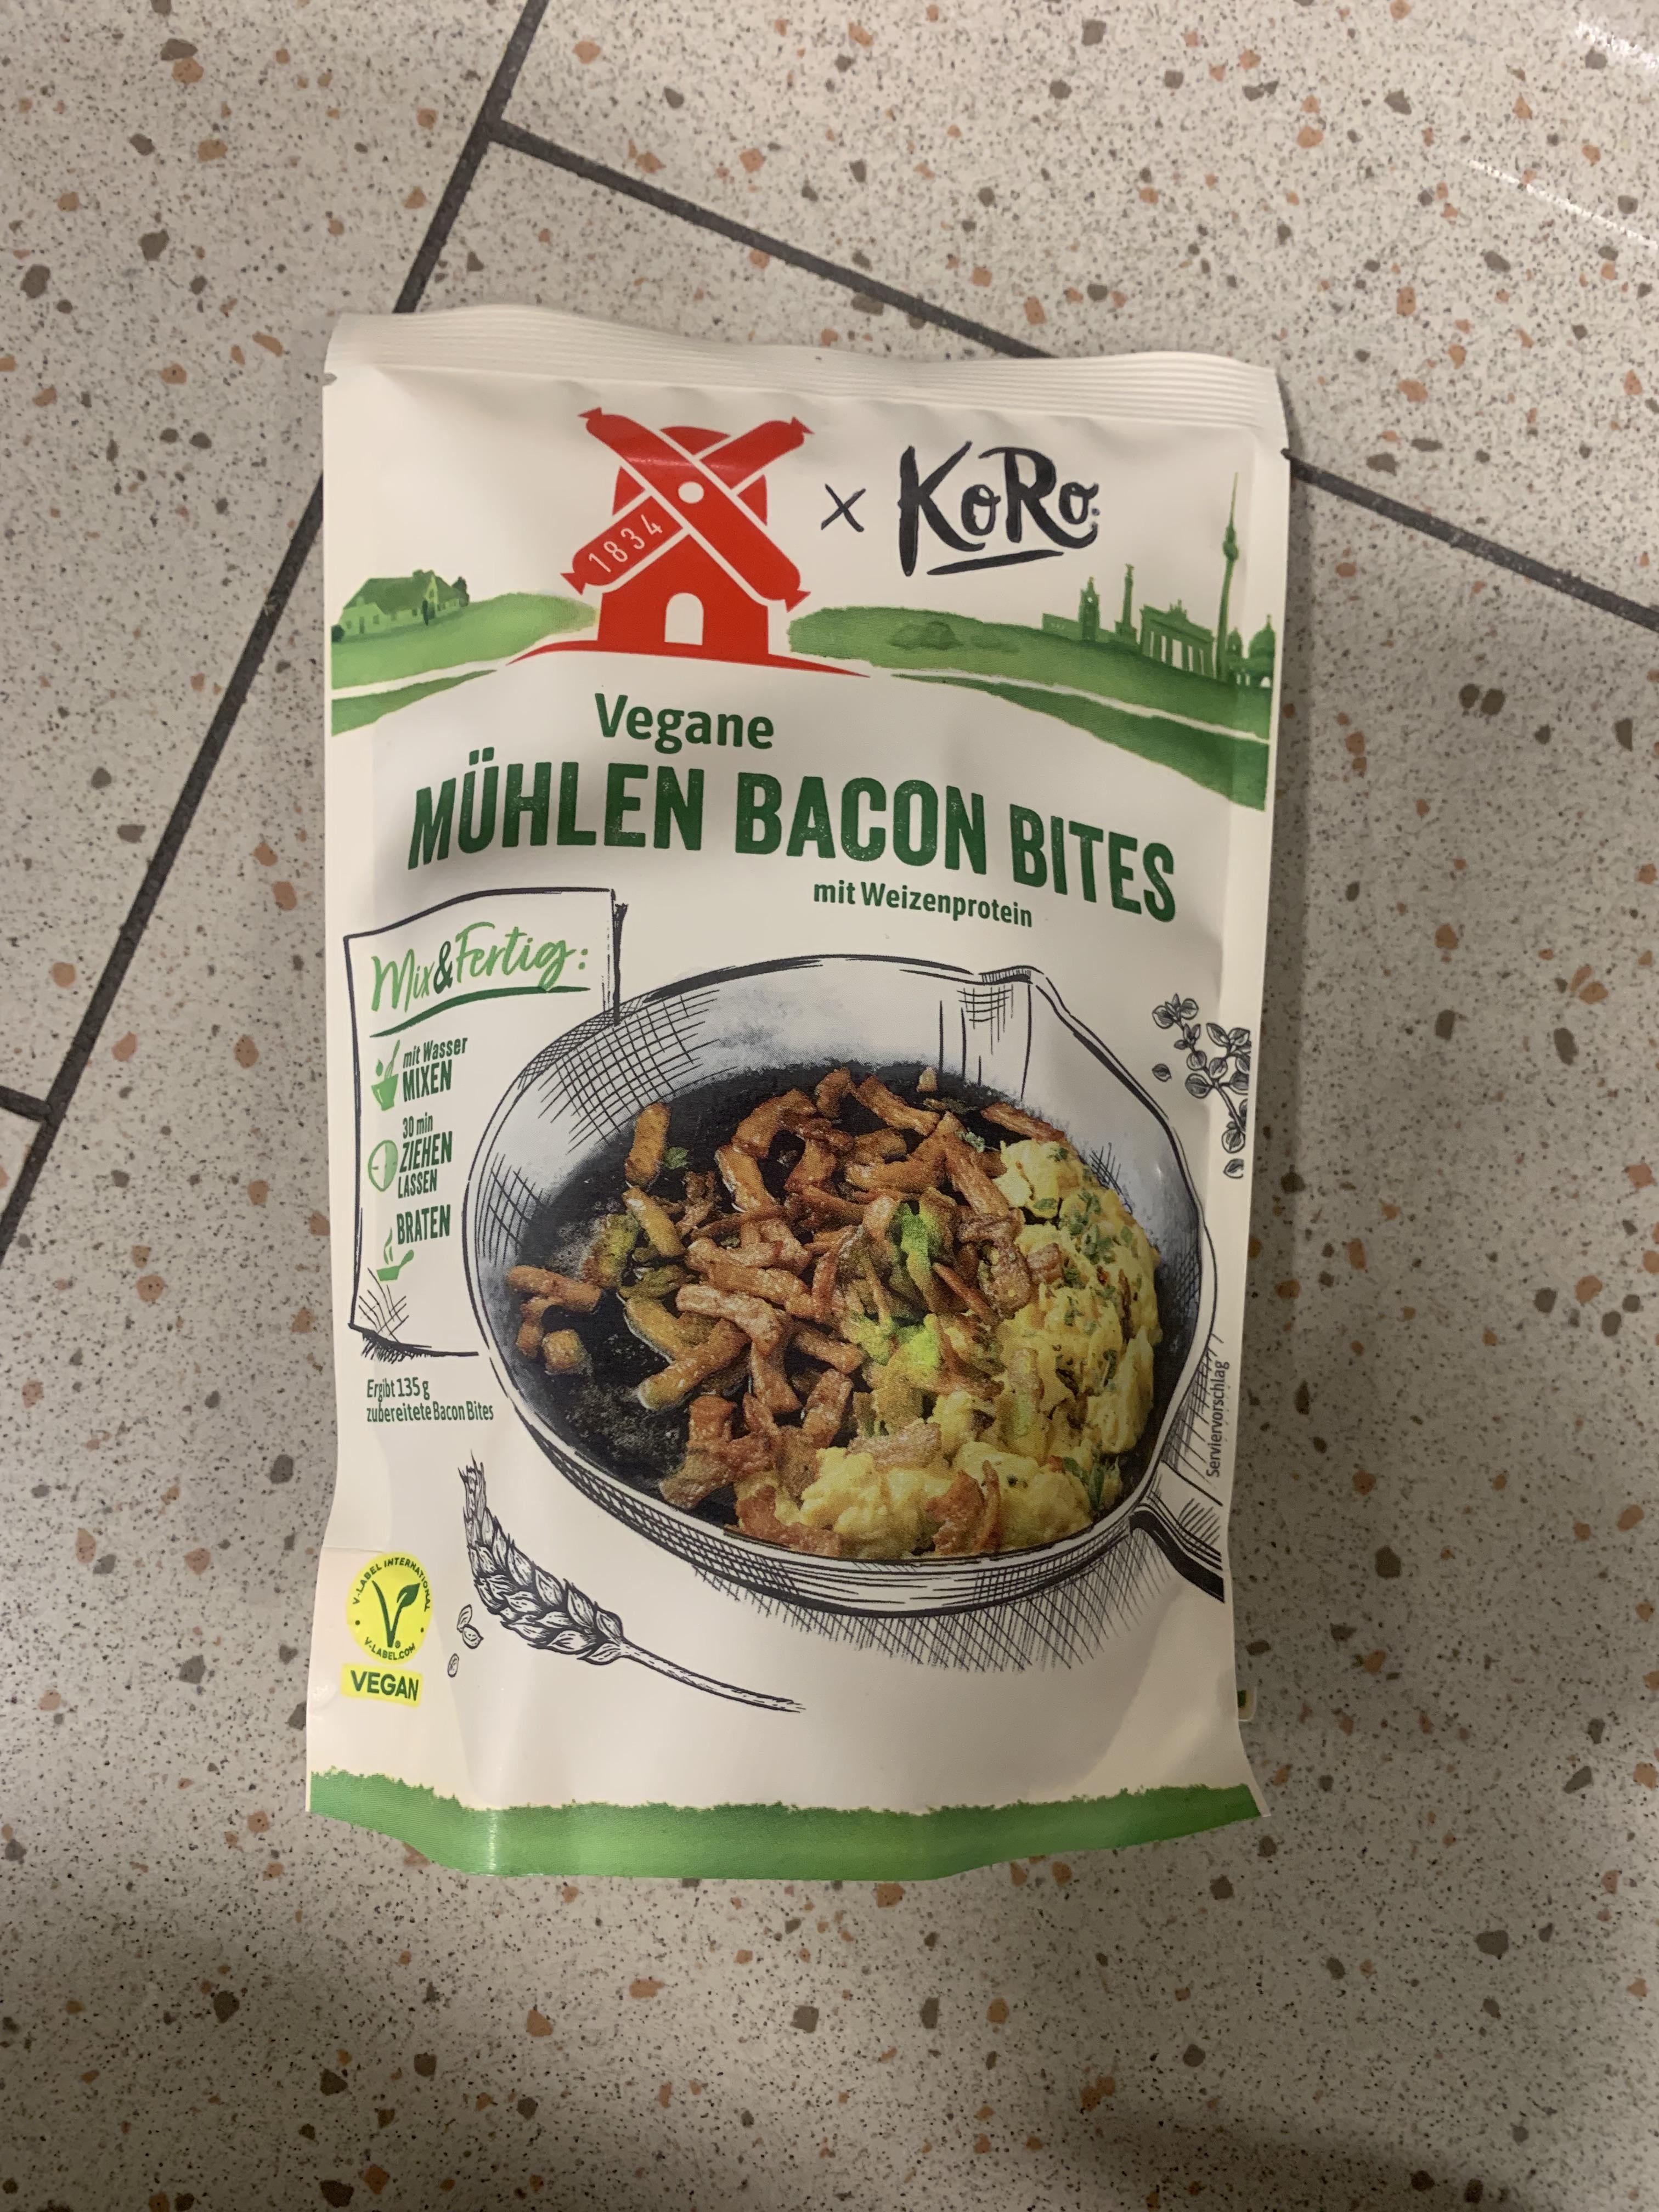 1834
x KoRo
Vegane
MÜHLEN BACON BITES
mit Weizenprotein
Mix&Fertig:
mit Wasser
MIXEN
30 min
ZIEHEN
LASSEN
BRATEN
Ergibt 135 g
zubereitete Bacon Bites
Serviervorschlag
V-LABEL INTERNATIONAL
V-LABEL.COM
VEGAN